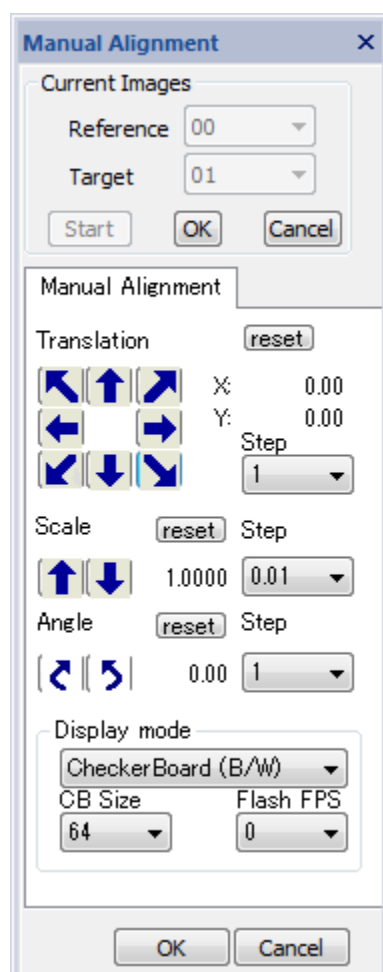 Manual Alignment
Current Images
Reference 00
Target 01
Start OK Cancel
Manual Alignment
Translation reset
X: 0.00
Y: 0.00
Step
1
Scale reset Step
1.0000 0.01
Angle reset Step
0.00 1
Display mode
CheckerBoard (B/W)
CB Size Flash FPS
64 0
OK Cancel